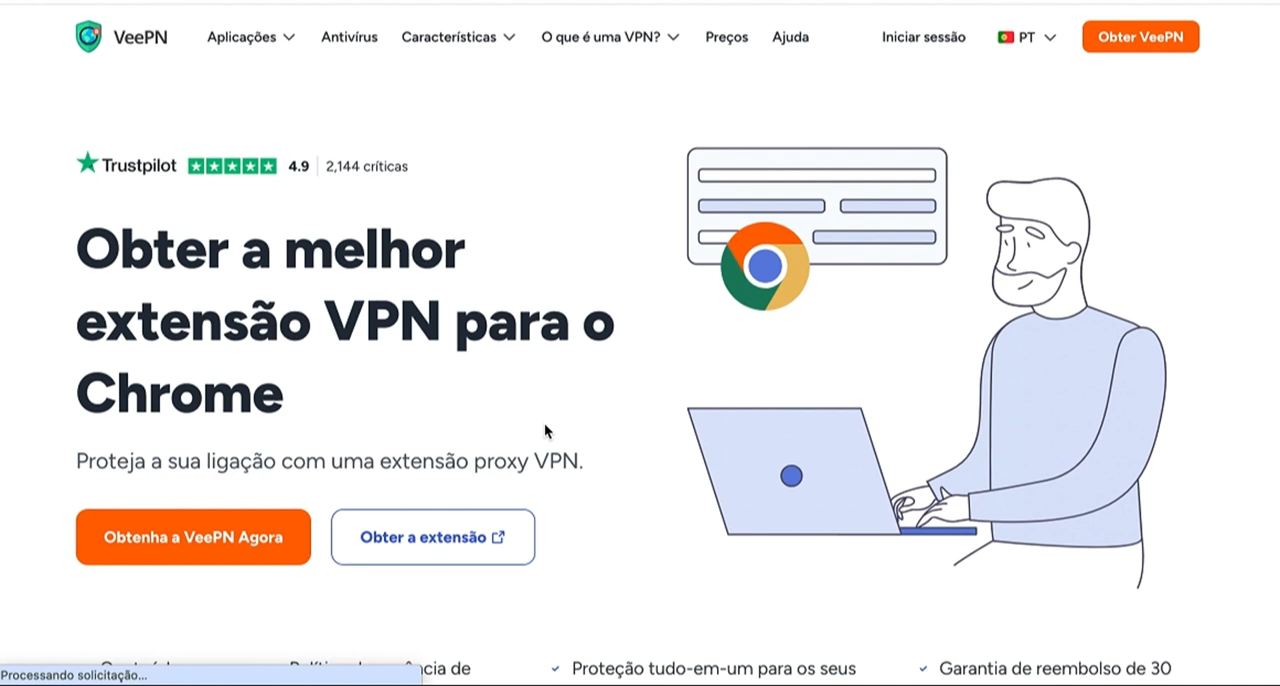 VeePN Aplicações Antivírus Características O que é uma VPN? Preços Ajuda Iniciar sessão PT Obter VeePN
Trustpilot 4.9 2,144 críticas
Obter a melhor
extensão VPN para o
Chrome
Proteja a sua ligação com uma extensão proxy VPN.
Obtenha a VeePN Agora Obter a extensão
de Proteção tudo-em-um para os seus Garantia de reembolso de 30
Processando solicitação...